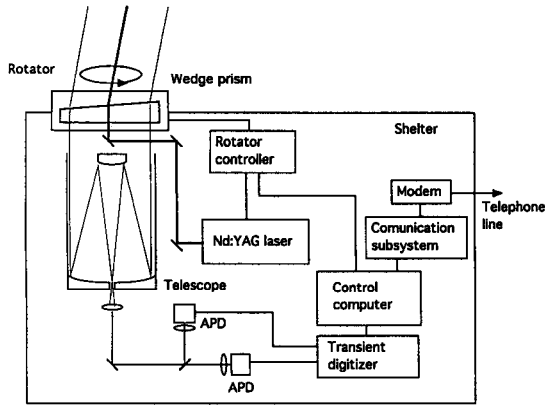 Rotator
Wedge prism
Shelter
Rotator
controller
Modem
Telephone
line
Comunication
subsystem
Nd:YAG laser
Telescope
Control
computer
APD
Transient
digitizer
APD